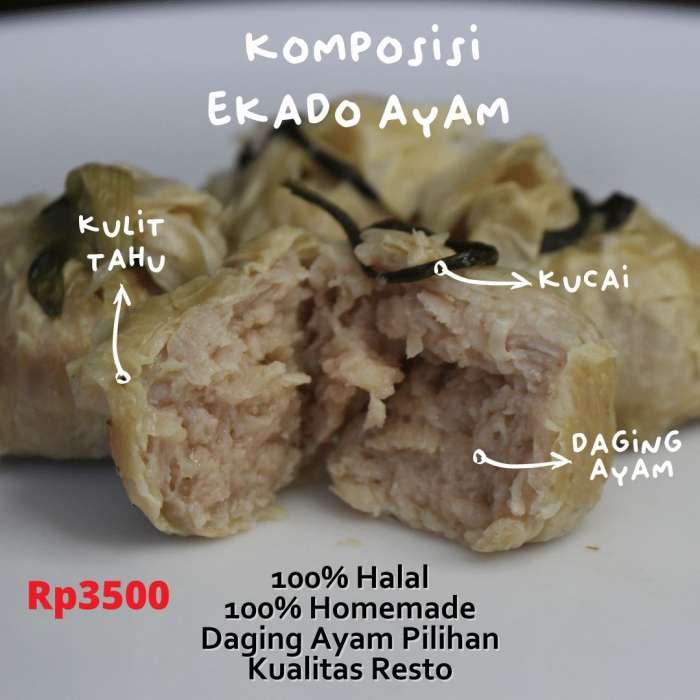 KOMPOSISI
EKADO AYAM
KULIT
TAHU
KUCAI
DAGING
AYAM
Rp3500
100% Halal
100% Homemade
Daging Ayam Pilihan
Kualitas Resto